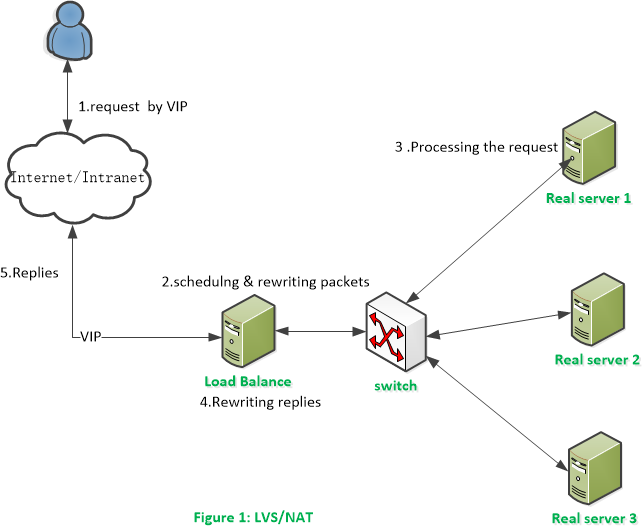 1.request by VIP
3 .Processing the request
Internet/Intranet
Real server 1
5.Replies
2.schedulng & rewriting packets
VIP
Real server 2
Load Balance
switch
4.Rewriting replies
Figure 1: LVS/NAT
Real server 3